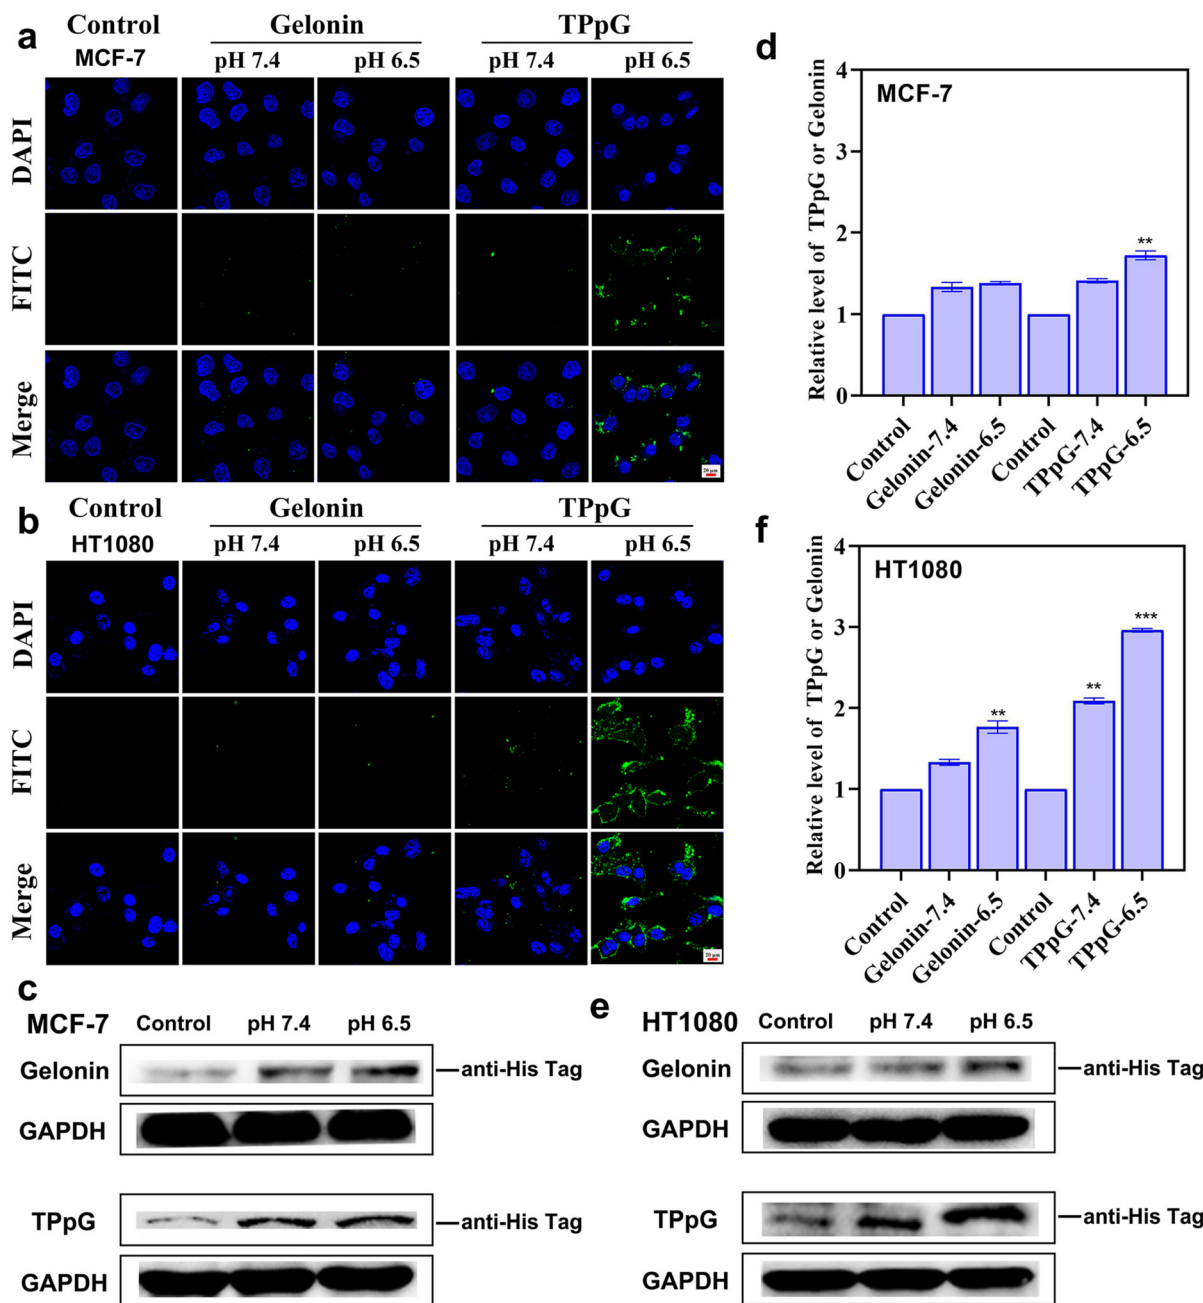 a
Control
Gelonin
TPpG
MCF-7
pH 7.4
pH 6.5
pH 7.4
pH 6.5
DAPI
FITC
Merge
20 μm
b
Control
Gelonin
TPpG
HT1080
pH 7.4
pH 6.5
pH 7.4
pH 6.5
DAPI
FITC
Merge
20 μm
c
MCF-7
Control
pH 7.4
pH 6.5
Gelonin
anti-His Tag
GAPDH
TPpG
anti-His Tag
GAPDH
d
MCF-7
Relative level of TPpG or Gelonin
4
3
2
1
0
**
Control
Gelonin-7.4
Gelonin-6.5
Control
TPpG-7.4
TPpG-6.5
f
HT1080
Relative level of TPpG or Gelonin
4
3
2
1
0
**
**
***
Control
Gelonin-7.4
Gelonin-6.5
Control
TPpG-7.4
TPpG-6.5
e
HT1080
Control
pH 7.4
pH 6.5
Gelonin
anti-His Tag
GAPDH
TPpG
anti-His Tag
GAPDH